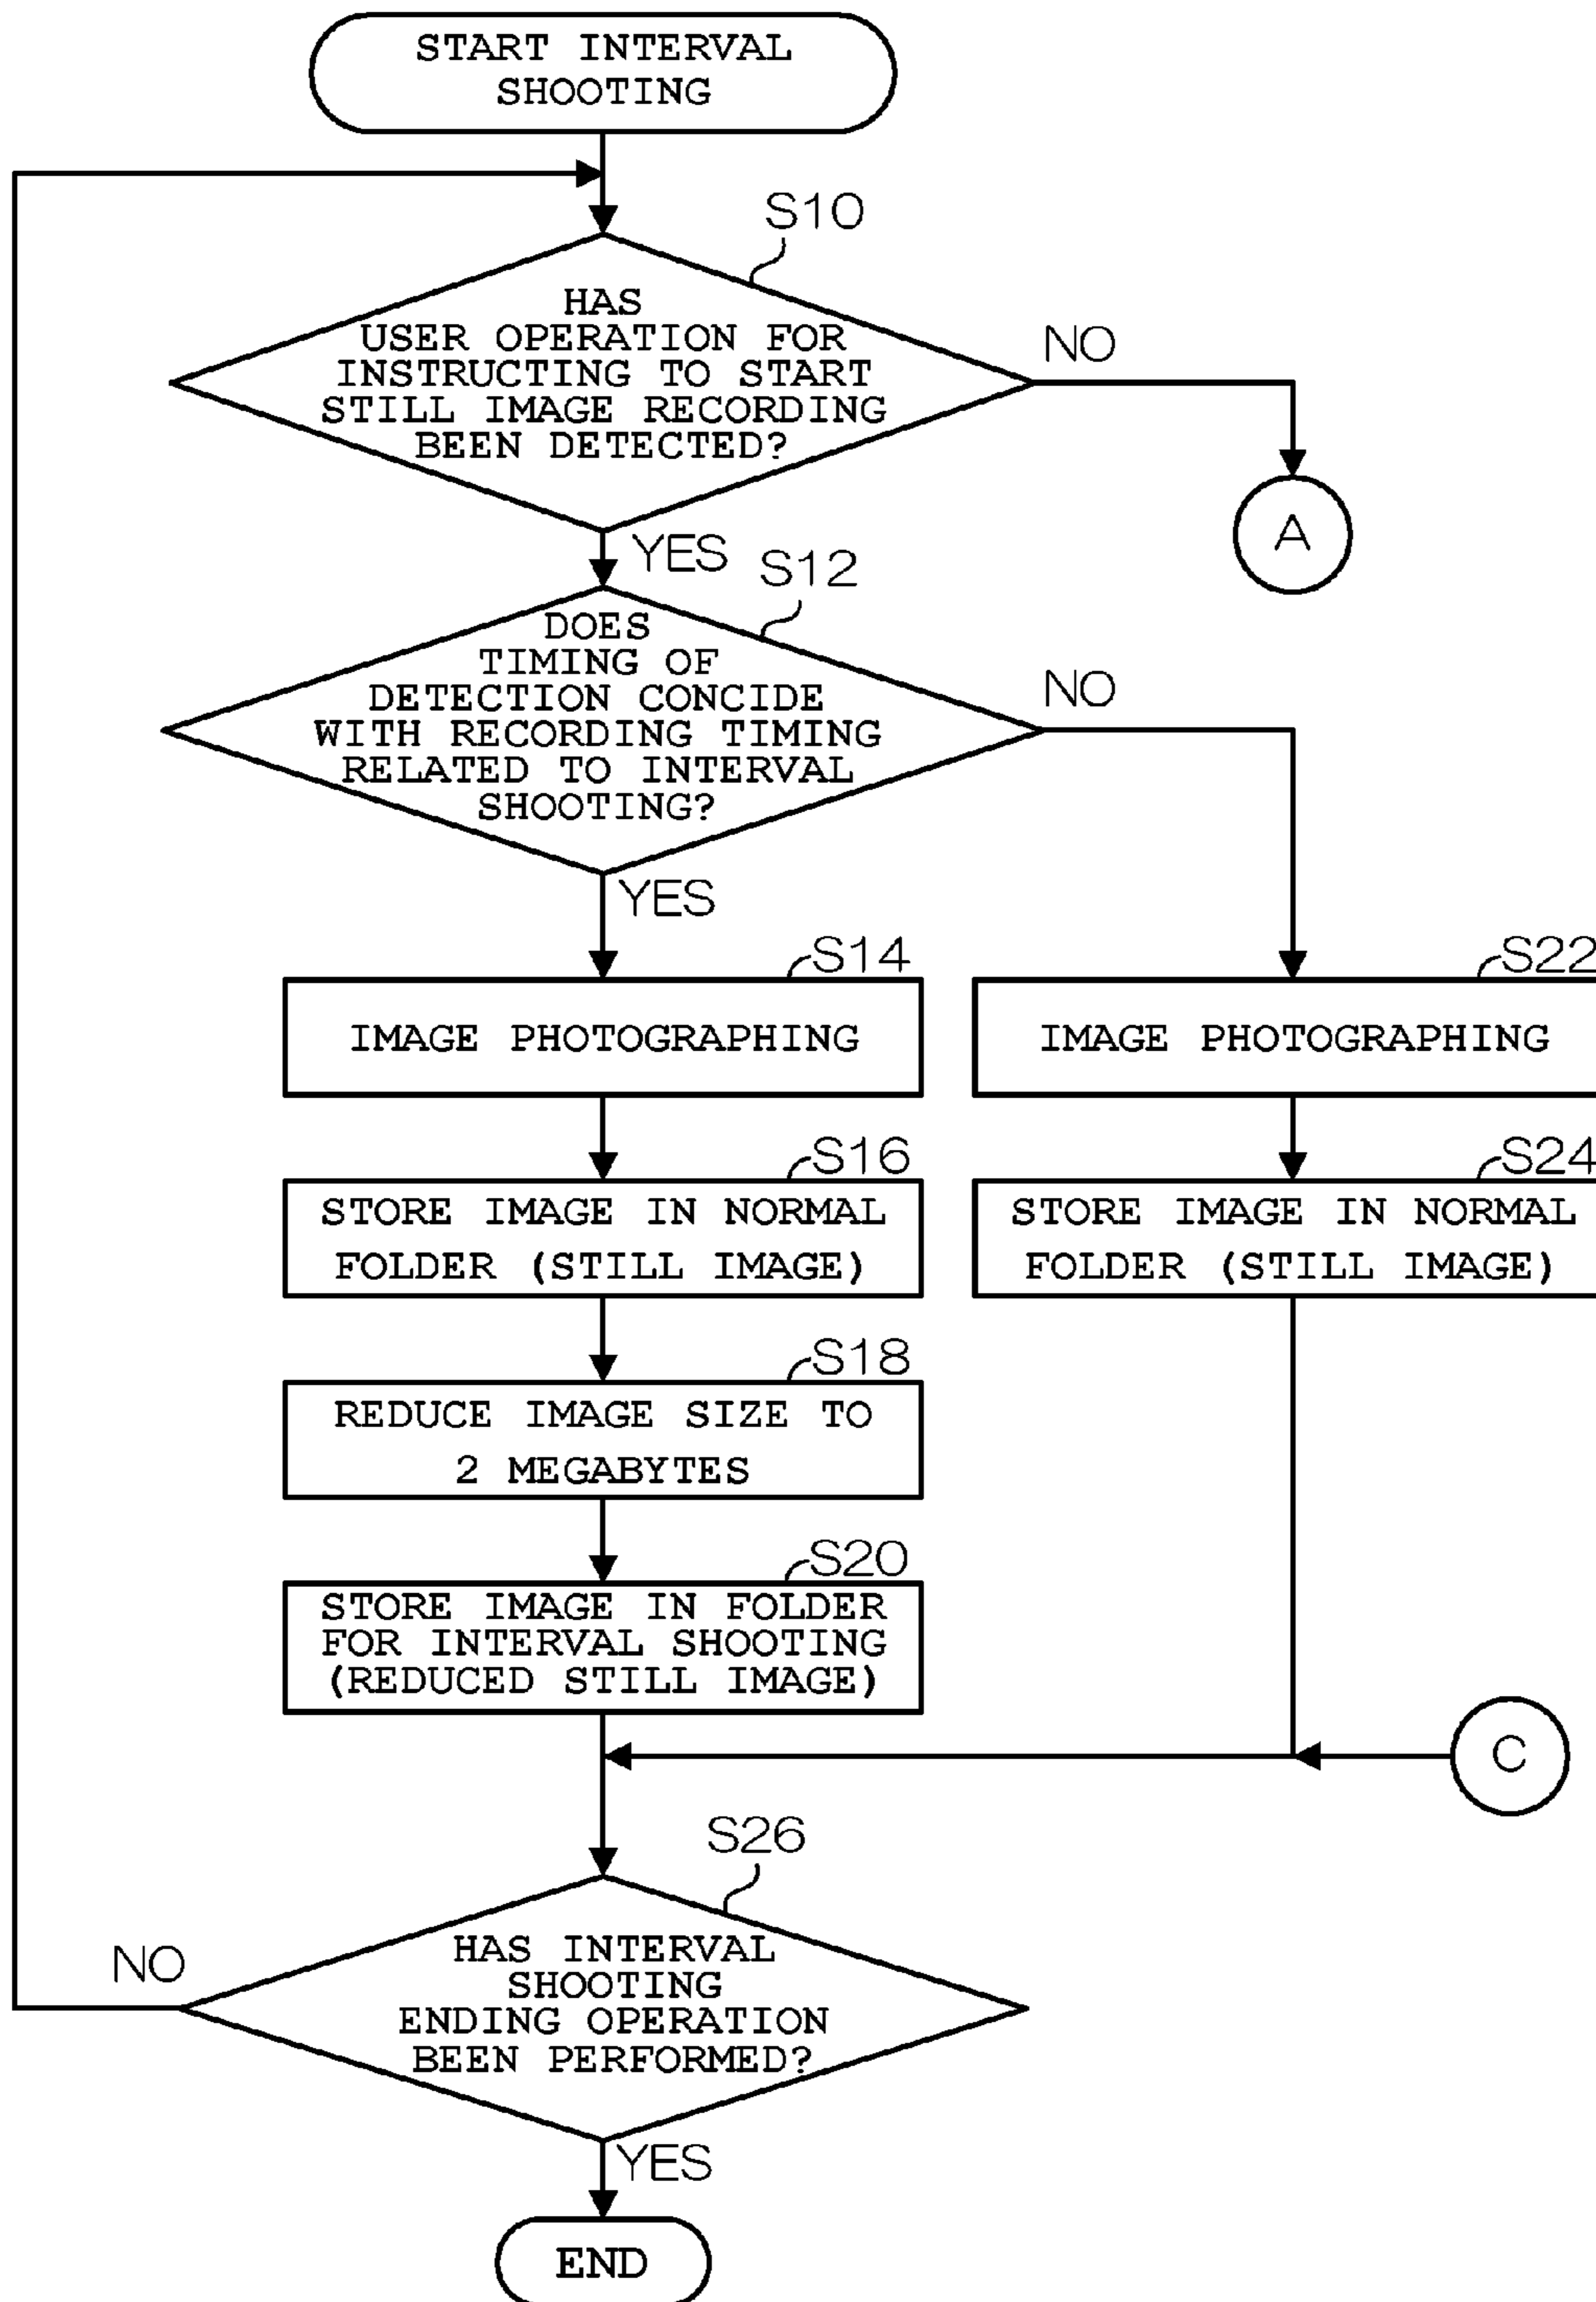 START INTERVAL
SHOOTING
S10
HAS
USER OPERATION FOR
INSTRUCTING TO START
STILL IMAGE RECORDING
BEEN DETECTED?
NO
A
YES
S12
DOES
TIMING OF
DETECTION CONCIDE
WITH RECORDING TIMING
RELATED TO INTERVAL
SHOOTING?
NO
YES
S14
IMAGE PHOTOGRAPHING
S22
IMAGE PHOTOGRAPHING
S16
STORE IMAGE IN NORMAL
FOLDER (STILL IMAGE)
S24
STORE IMAGE IN NORMAL
FOLDER (STILL IMAGE)
S18
REDUCE IMAGE SIZE TO
2 MEGABYTES
S20
STORE IMAGE IN FOLDER
FOR INTERVAL SHOOTING
(REDUCED STILL IMAGE)
C
S26
HAS INTERVAL
SHOOTING
ENDING OPERATION
BEEN PERFORMED?
NO
YES
END